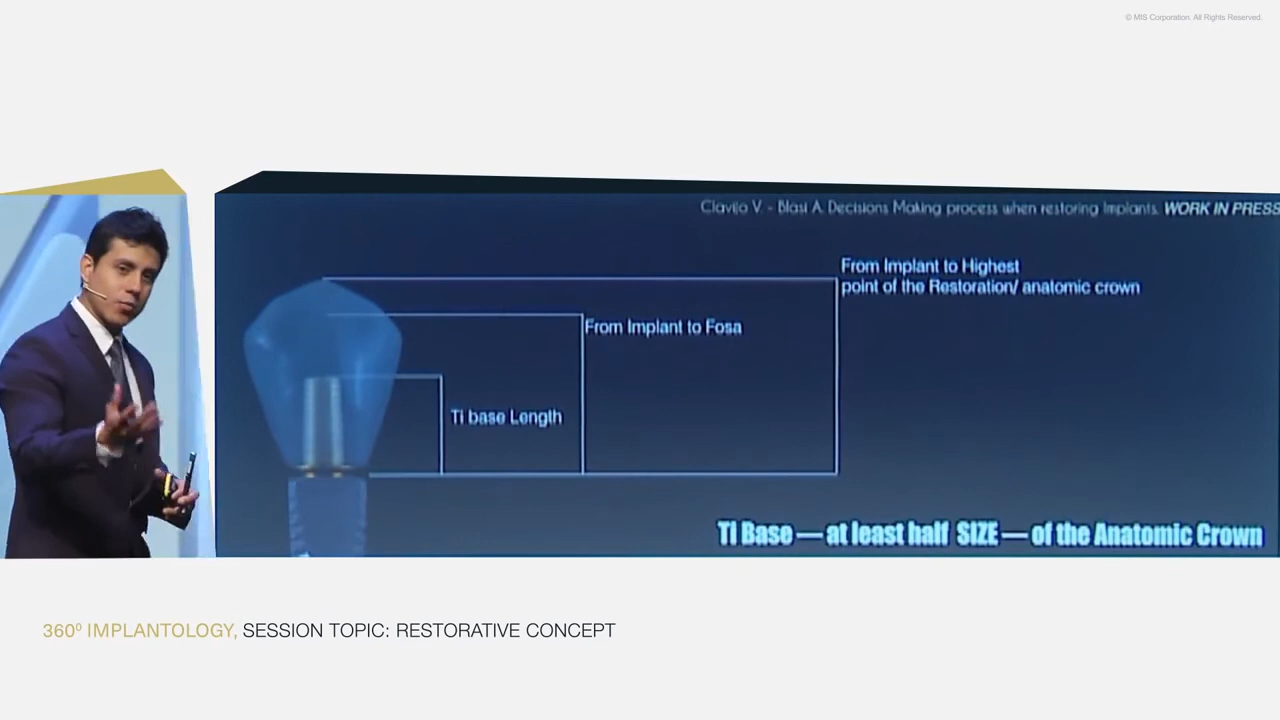 © MIS Corporation. All Rights Reserved.
Clavijo V. - Blasi A. Decisions Making process when restoring Implants. WORK IN PRESS
From Implant to Highest
point of the Restoration/ anatomic crown
From Implant to Fosa
Ti base Length
Ti Base — at least half SIZE — of the Anatomic Crown
360º IMPLANTOLOGY, SESSION TOPIC: RESTORATIVE CONCEPT